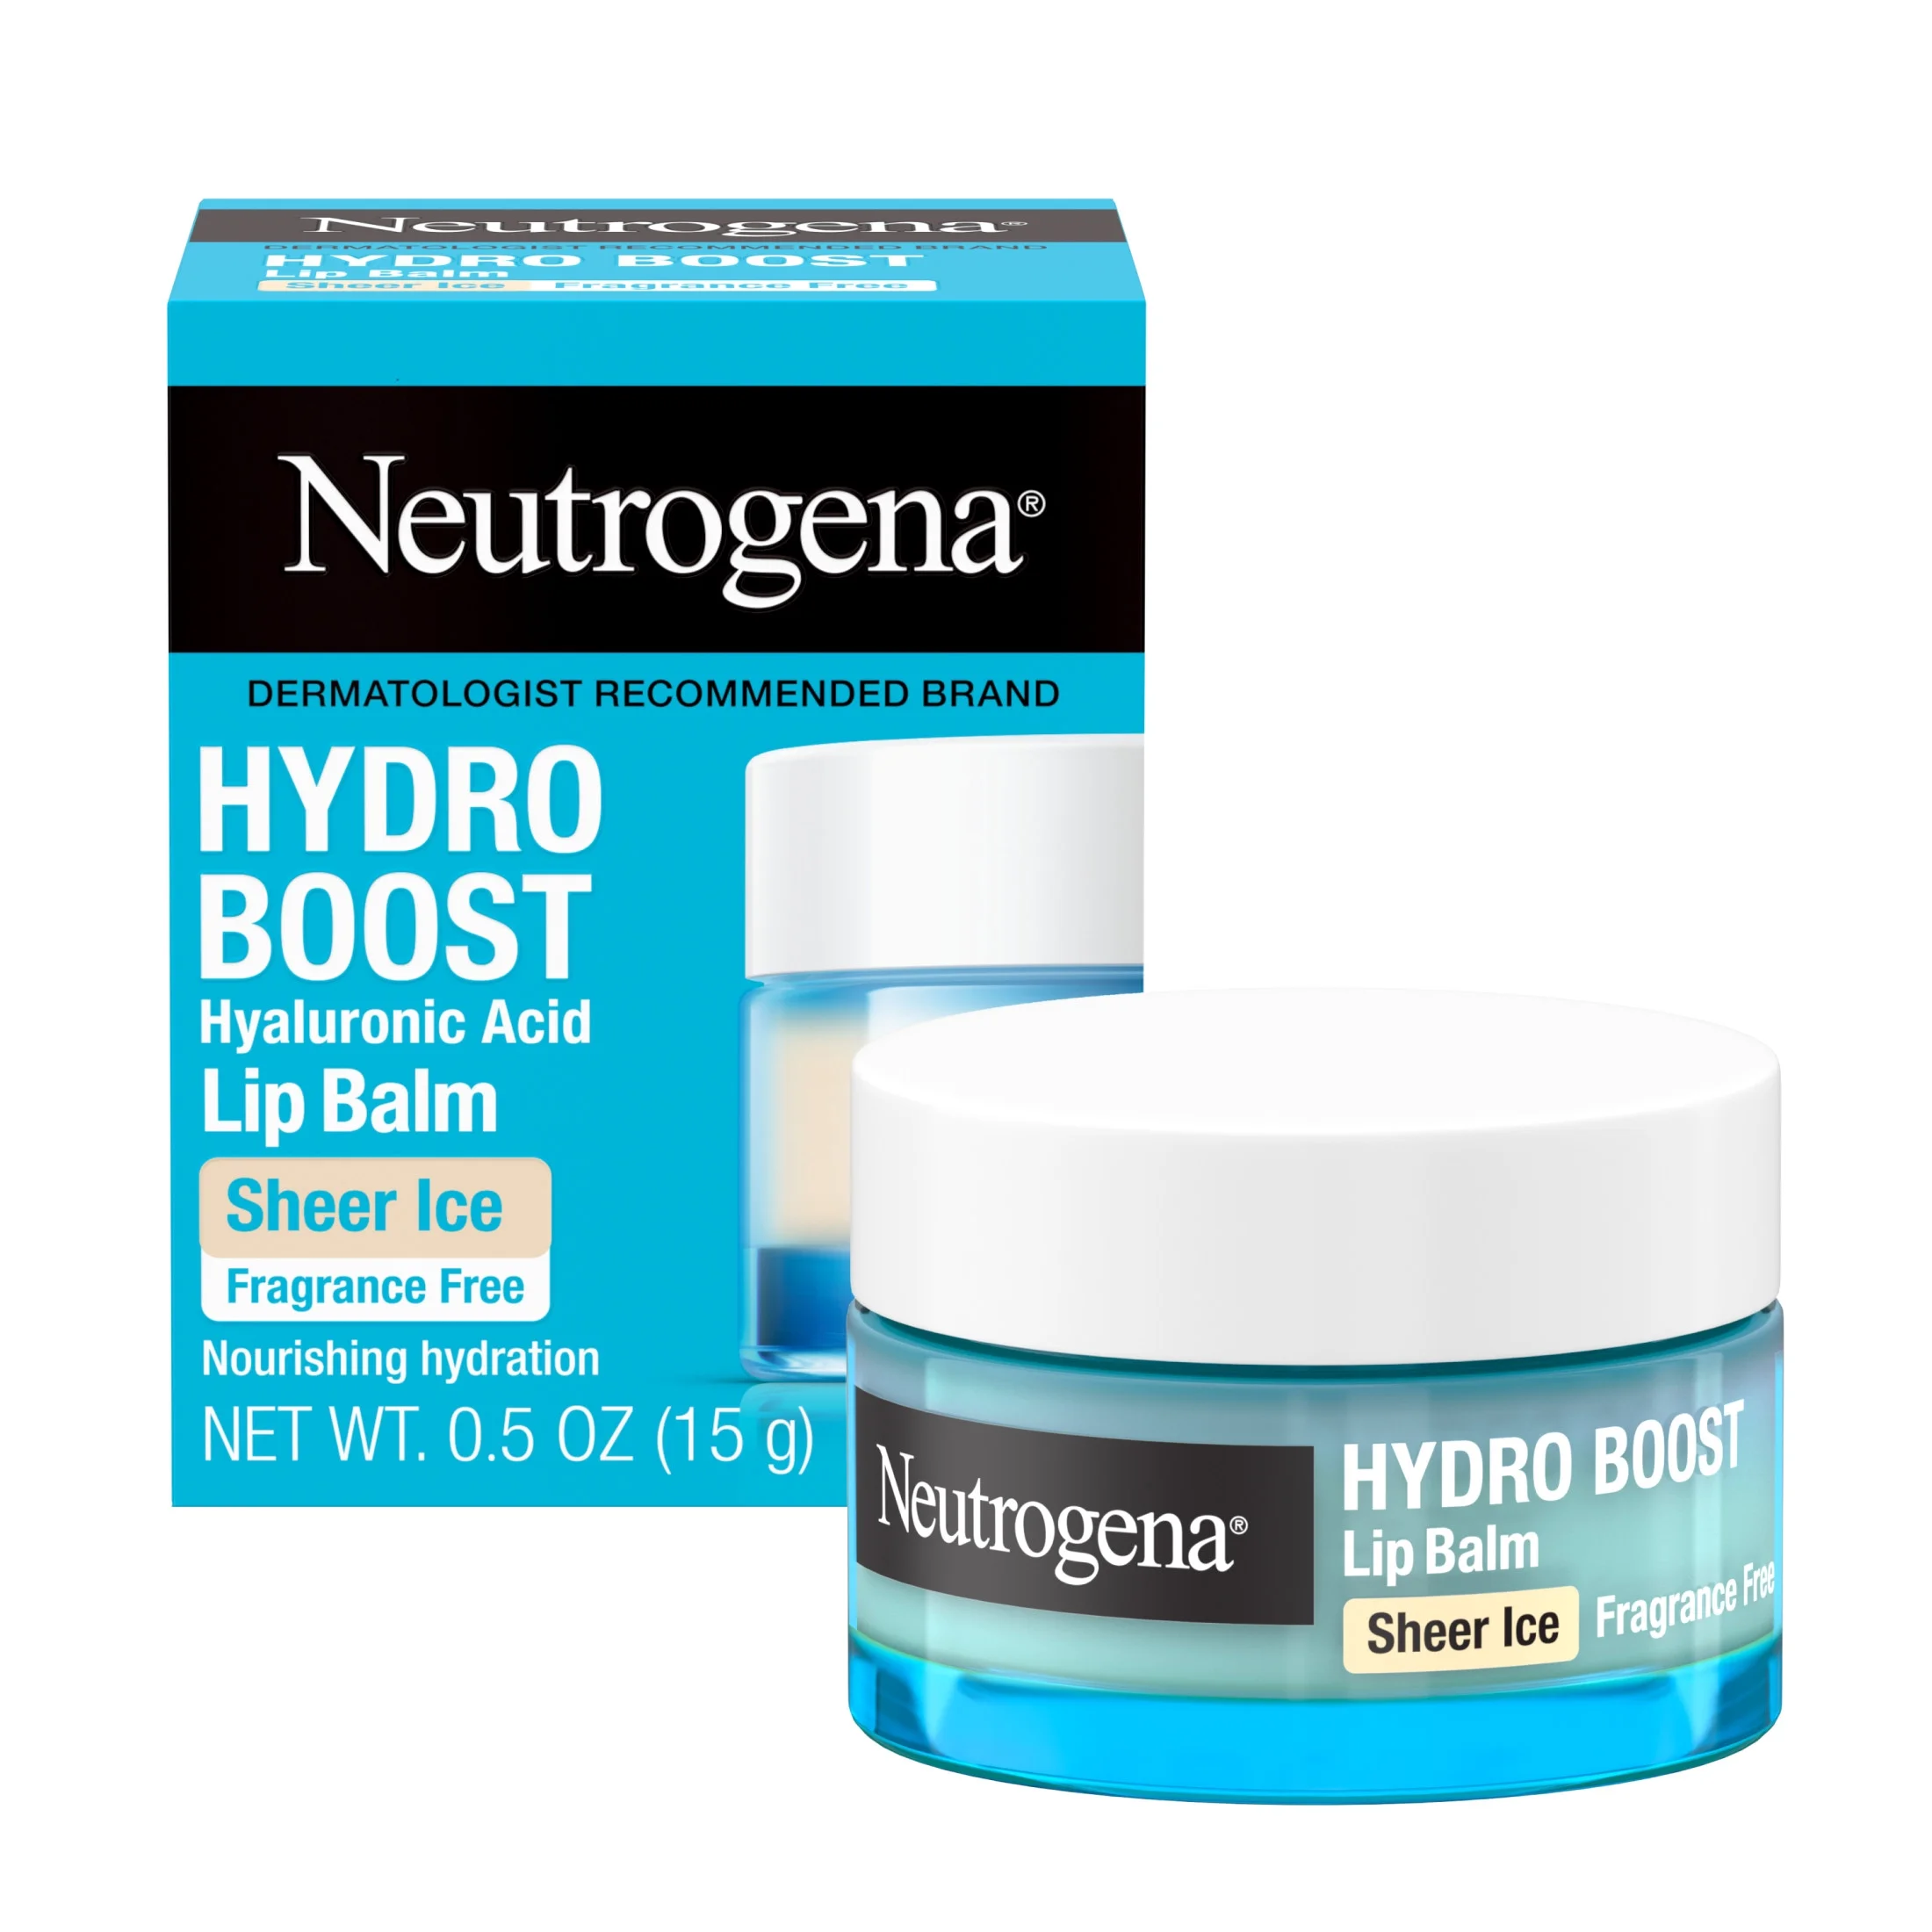 Neutrogena®
DERMATOLOGIST RECOMMENDED BRAND
HYDRO BOOST
Lip Balm
Sheer Ice Fragrance Free
Neutrogena®
DERMATOLOGIST RECOMMENDED BRAND
HYDRO
BOOST
Hyaluronic Acid
Lip Balm
Sheer Ice
Fragrance Free
Nourishing hydration
NET WT. 0.5 OZ (15 g)
Neutrogena®
HYDRO BOOST
Lip Balm
Sheer Ice Fragrance Free